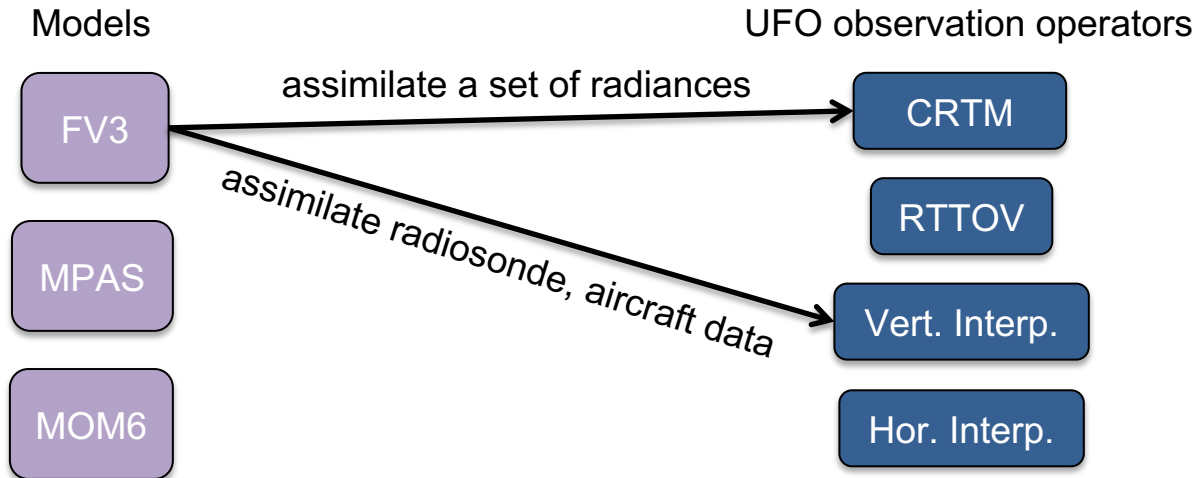 Models
UFO observation operators
FV3
assimilate a set of radiances
CRTM
assimilate radiosonde, aircraft data
RTTOV
MPAS
Vert. Interp.
MOM6
Hor. Interp.